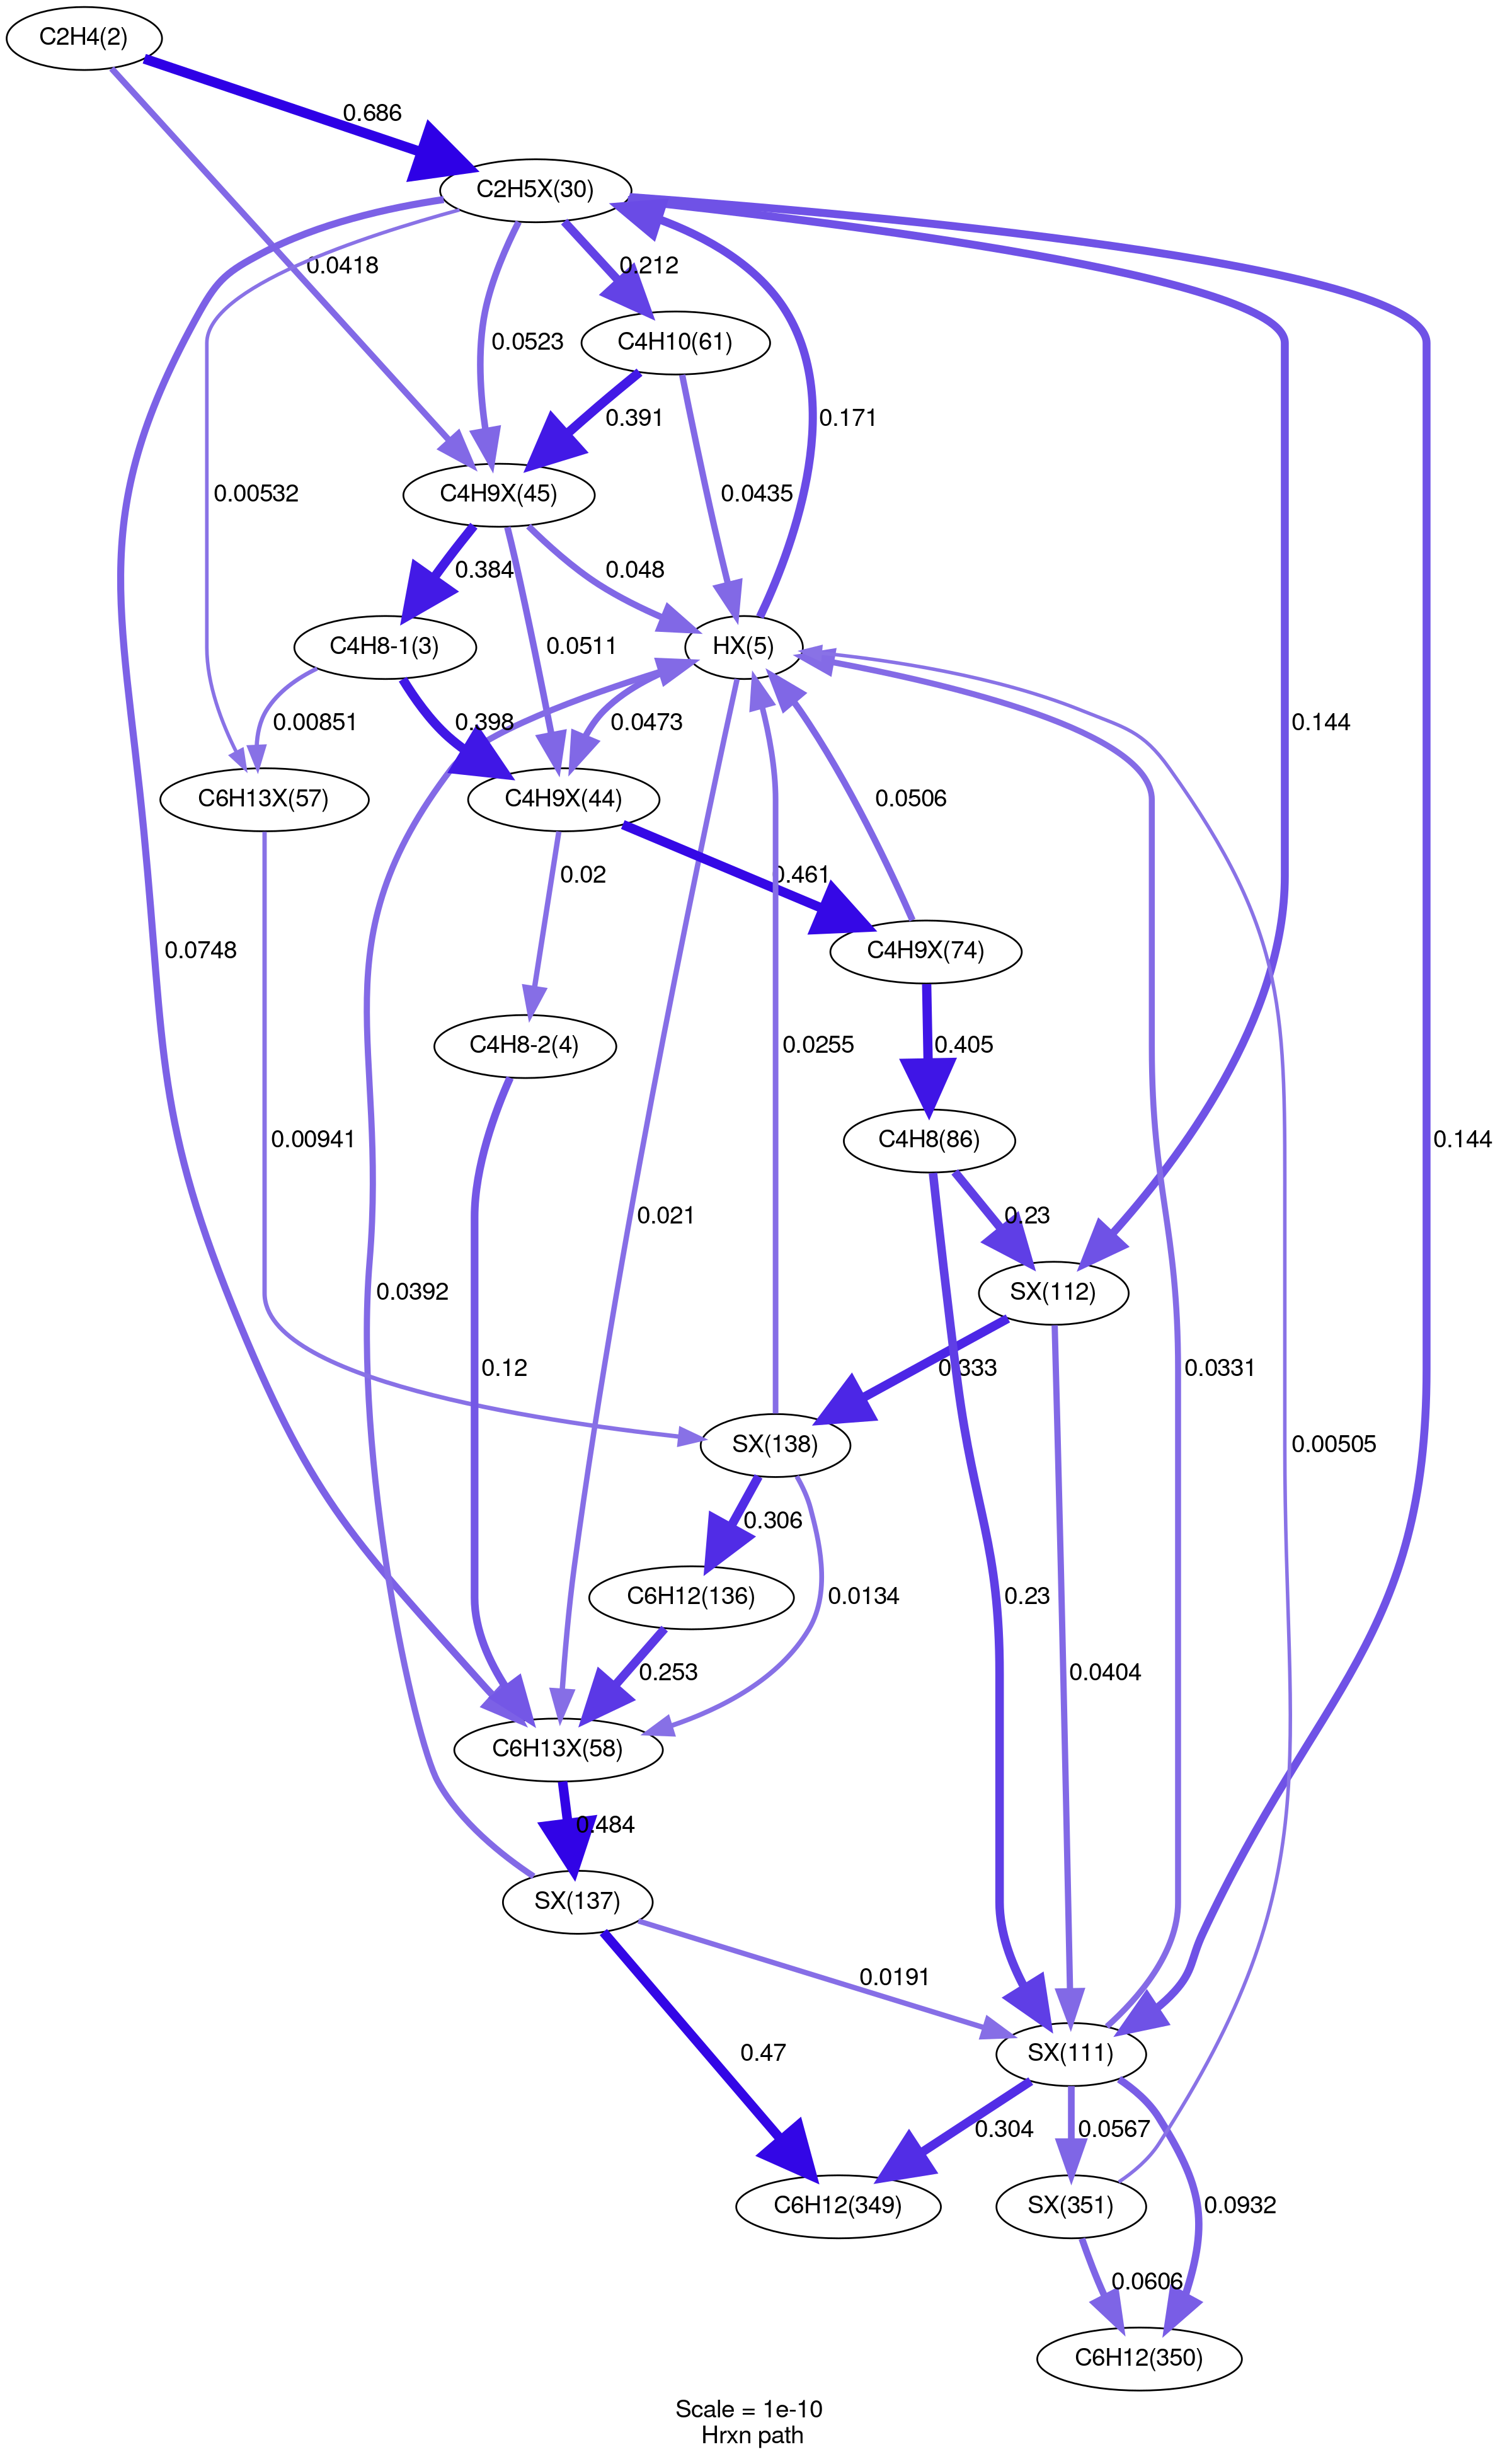 C2H4(2)
0.686
C2H5X(30)
0.0418
0.212
0.0523
C4H10(61)
0.391
0.171
0.0435
C4H9X(45)
0.00532
0.384
0.048
C4H8-1(3)
0.0511
HX(5)
0.00851
0.398
0.0473
0.144
C6H13X(57)
C4H9X(44)
0.0506
0.02
0.461
0.0748
C4H9X(74)
C4H8-2(4)
0.0255
0.405
0.00941
C4H8(86)
0.144
0.021
0.23
0.0392
SX(112)
0.12
0.333
0.0331
SX(138)
0.00505
0.306
C6H12(136)
0.0134
0.23
0.253
0.0404
C6H13X(58)
0.484
SX(137)
0.0191
0.47
SX(111)
0.304
0.0567
C6H12(349)
SX(351)
0.0932
0.0606
C6H12(350)
Scale = 1e-10
Hrxn path